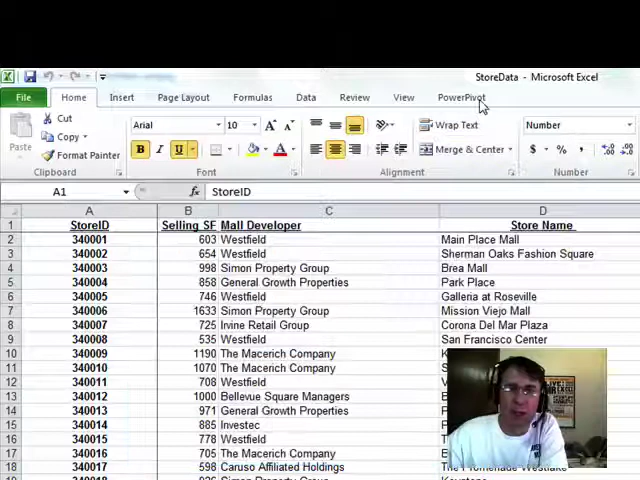 StoreData - Microsoft Excel
File Home Insert Page Layout Formulas Data Review View PowerPivot
Paste
Cut
Copy
Format Painter
Clipboard
Arial 10 A A
B I U A
Font
Wrap Text
Merge & Center
Alignment
Number
$ % ,
Number
A1 fx StoreID
A B C D
1 StoreID Selling SF Mall Developer Store Name
2 340001 603 Westfield Main Place Mall
3 340002 654 Westfield Sherman Oaks Fashion Square
4 340003 998 Simon Property Group Brea Mall
5 340004 858 General Growth Properties Park Place
6 340005 746 Westfield Galleria at Roseville
7 340006 1633 Simon Property Group Mission Viejo Mall
8 340007 725 Irvine Retail Group Corona Del Mar Plaza
9 340008 535 Westfield San Francisco Center
10 340009 1190 The Macerich Company
11 340010 1070 The Macerich Company
12 340011 708 Westfield
13 340012 1000 Bellevue Square Managers
14 340013 971 General Growth Properties
15 340014 885 Investec
16 340015 778 Westfield
17 340016 705 The Macerich Company
18 340017 598 Caruso Affiliated Holdings The Promenade Westlake